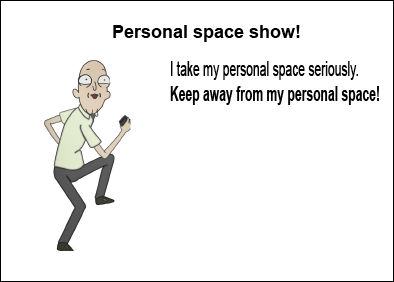 Personal space show!
I take my personal space seriously.
Keep away from my personal space!